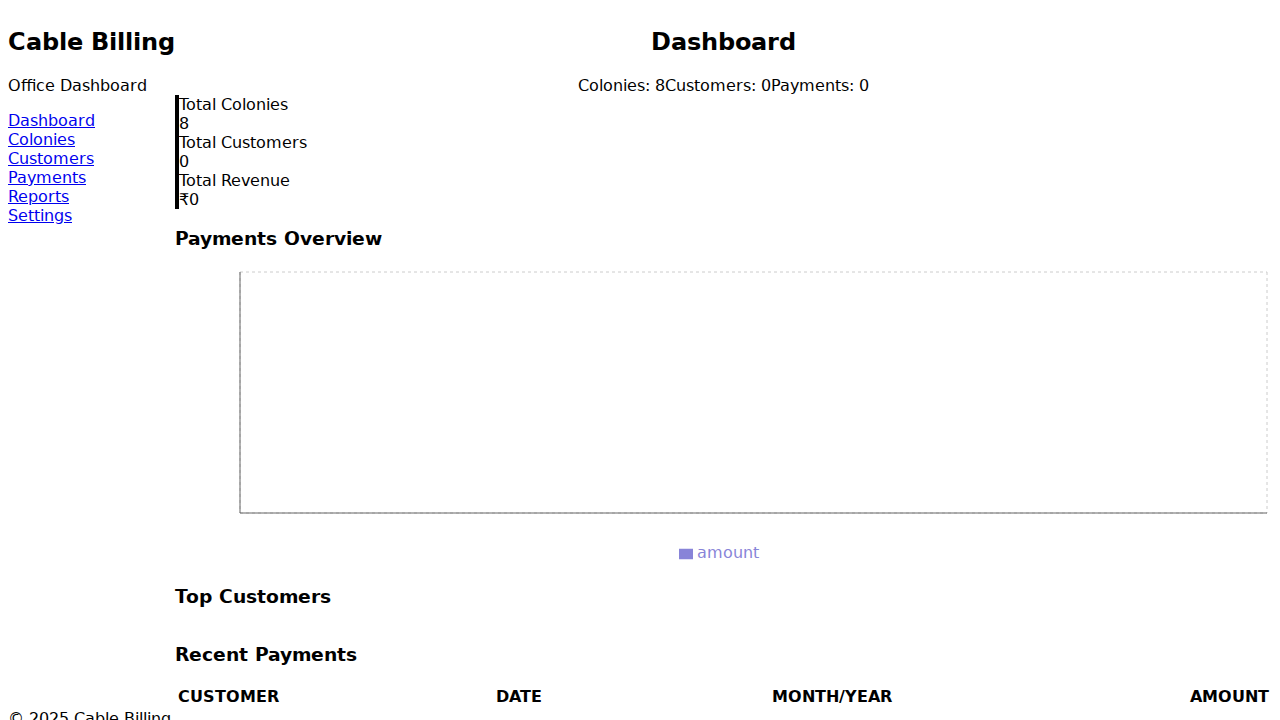 Cable Billing
Office Dashboard
Dashboard
Colonies
Customers
Payments
Reports
Settings
Dashboard
Colonies: 8Customers: 0Payments: 0
Total Colonies
8
Total Customers
0
Total Revenue
₹0
Payments Overview
amount
Top Customers
Recent Payments
CUSTOMER DATE MONTH/YEAR AMOUNT
© 2025 Cable Billing